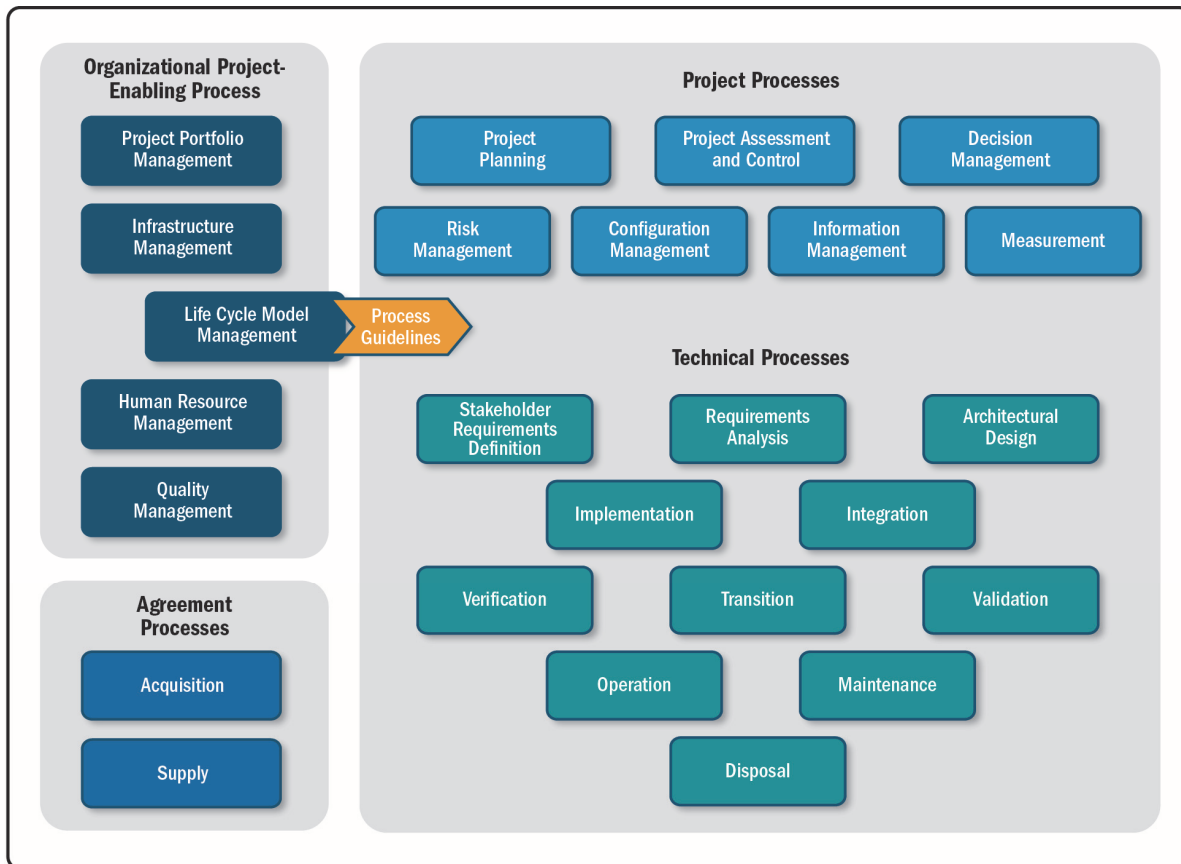 Organizational Project-
Enabling Process
Project Portfolio
Management
Infrastructure
Management
Life Cycle Model
Management
Process
Guidelines
Human Resource
Management
Quality
Management
Agreement
Processes
Acquisition
Supply
Project Processes
Project
Planning
Project Assessment
and Control
Decision
Management
Risk
Management
Configuration
Management
Information
Management
Measurement
Technical Processes
Stakeholder
Requirements
Definition
Requirements
Analysis
Architectural
Design
Implementation
Integration
Verification
Transition
Validation
Operation
Maintenance
Disposal